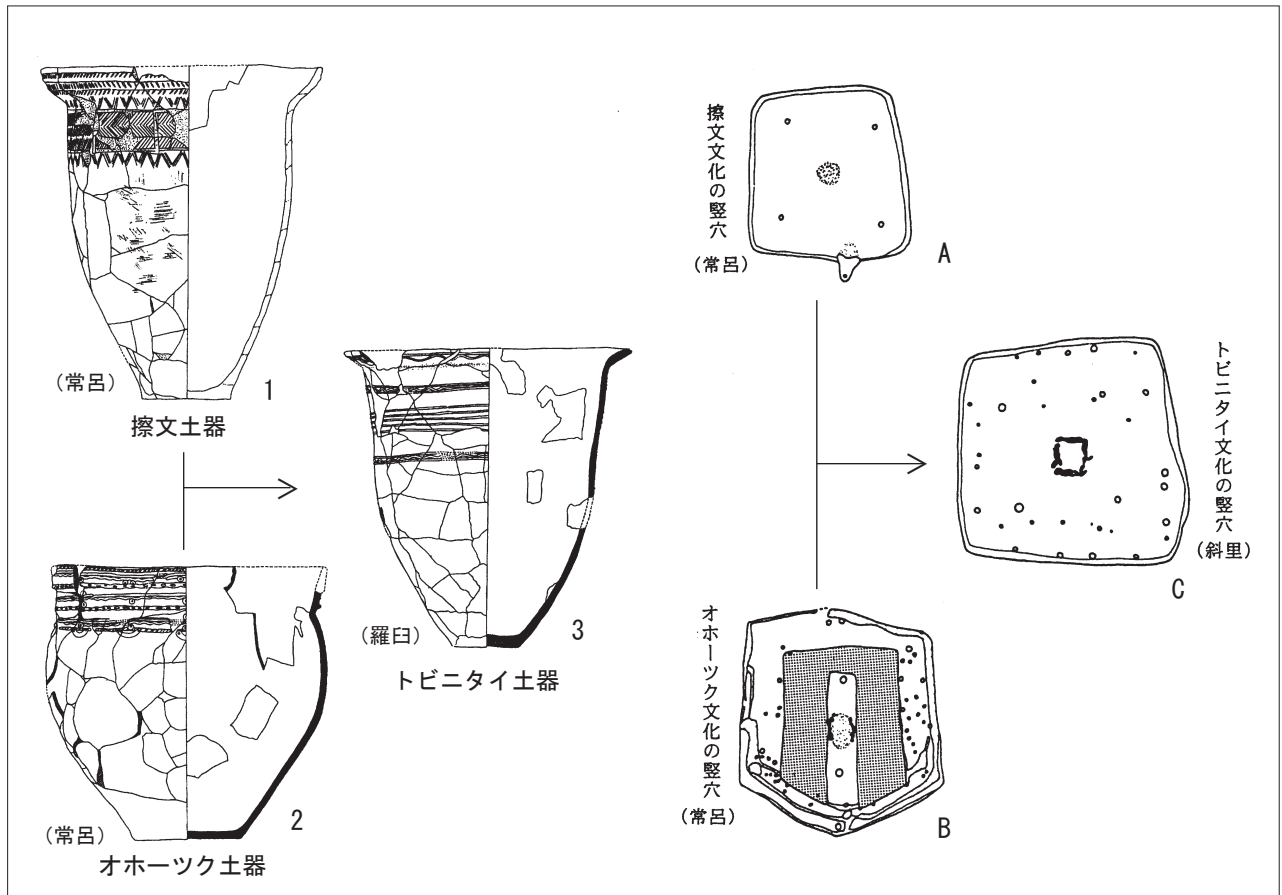 (常呂)
1
擦文土器
(常呂)
2
オホーツク土器
(羅臼)
3
トビニタイ土器
擦文文化の竪穴
(常呂)
A
オホーツク文化の竪穴
(常呂)
B
トビニタイ文化の竪穴
(斜里)
C